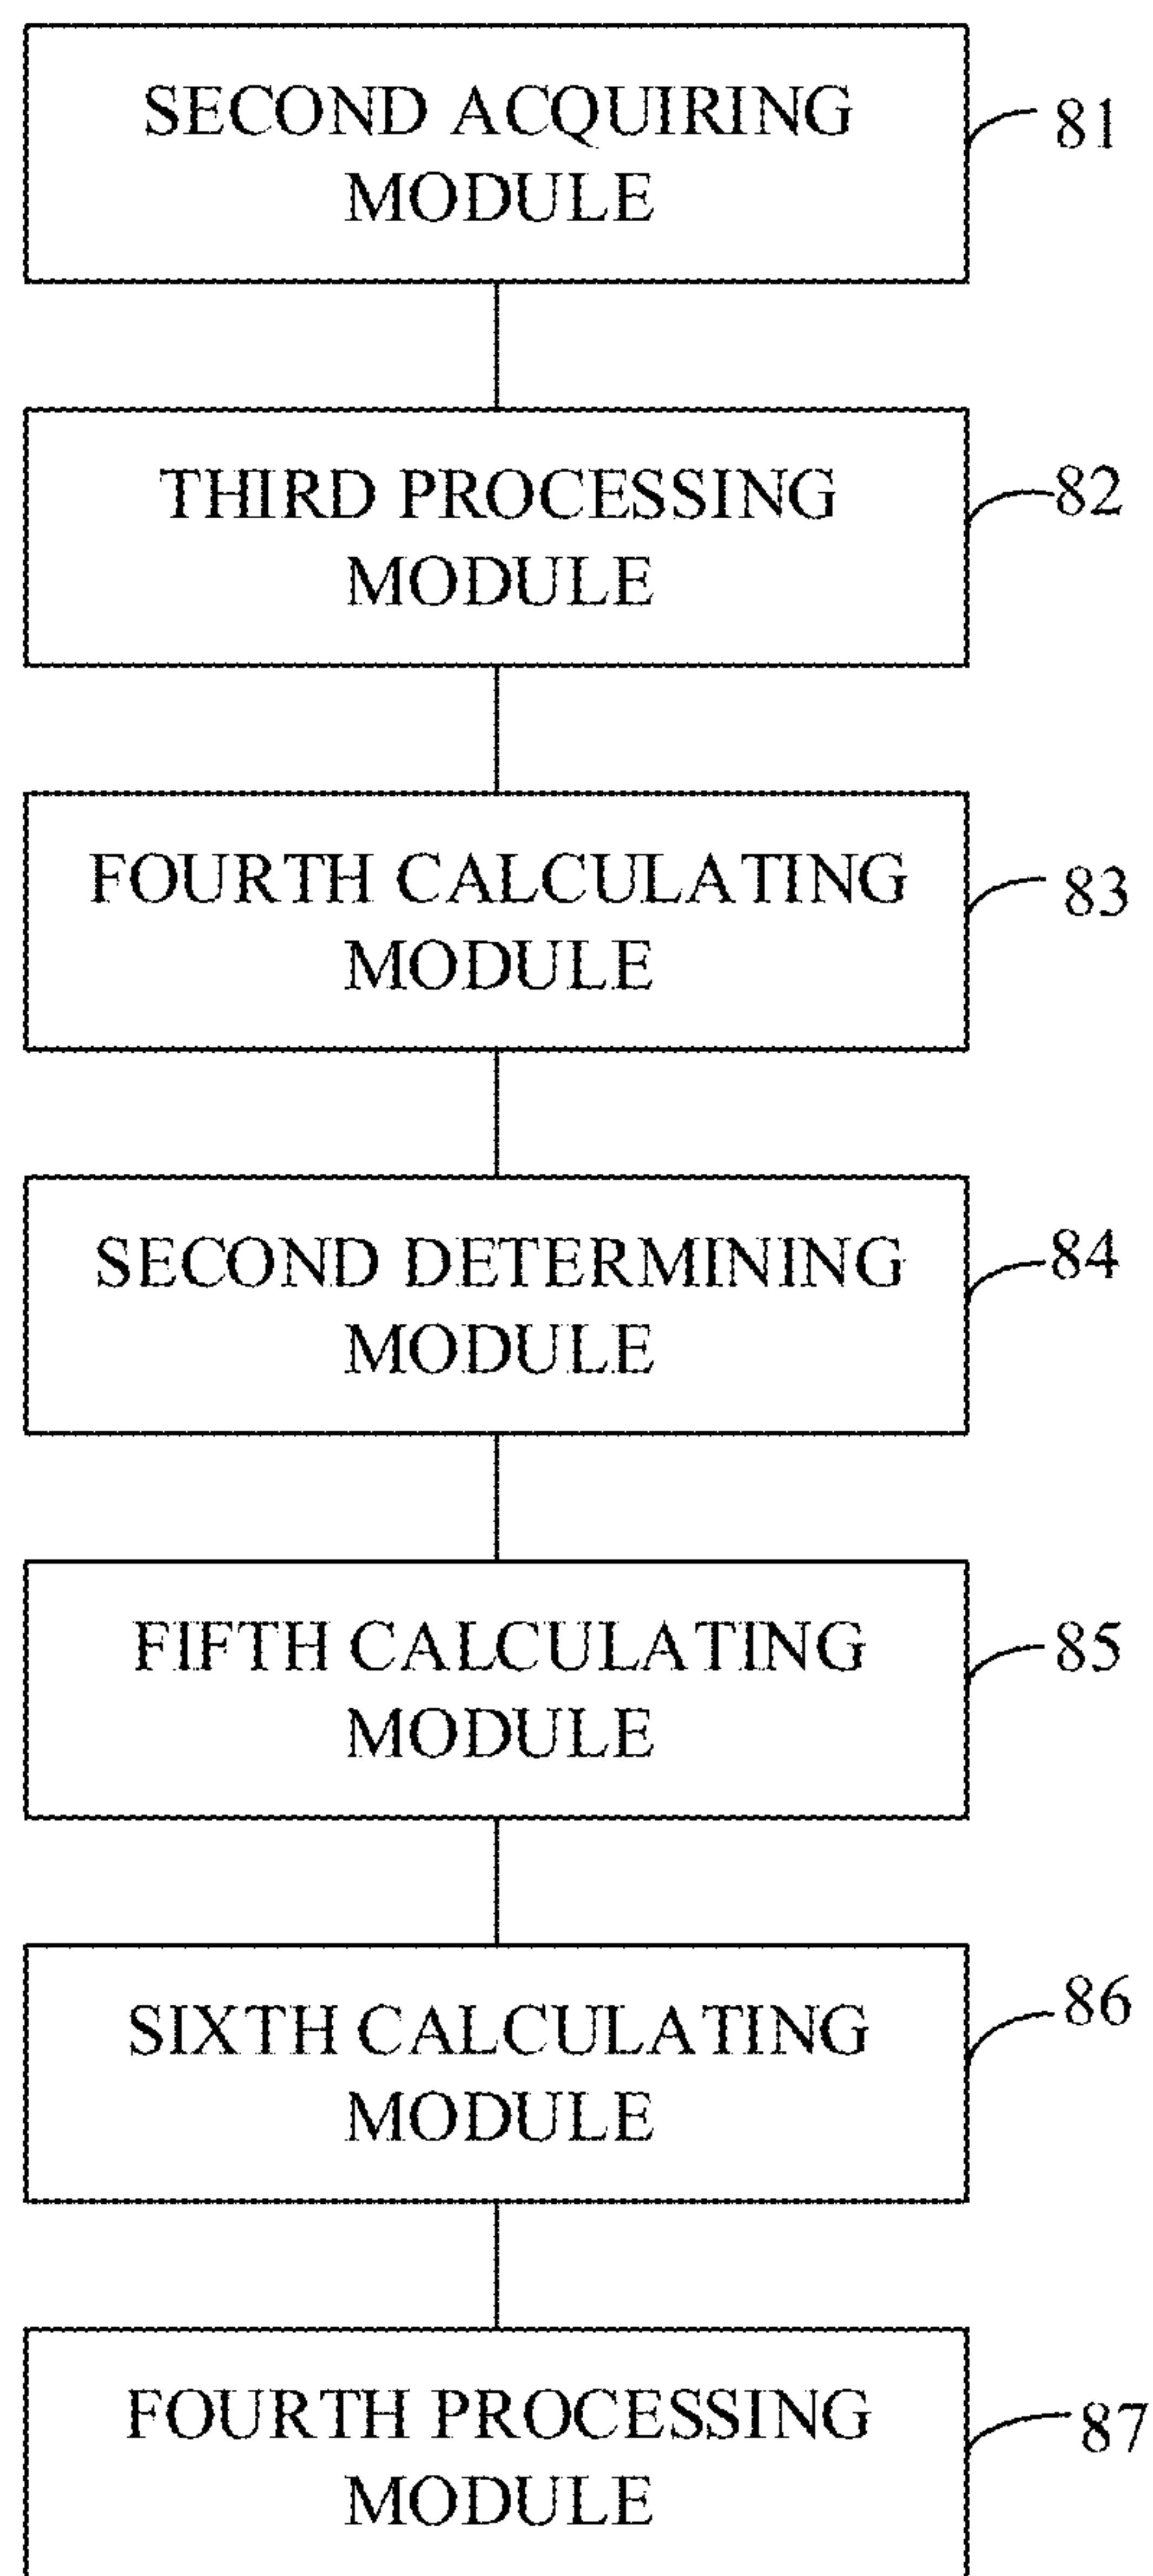 SECOND ACQUIRING
MODULE
81
THIRD PROCESSING
MODULE
82
FOURTH CALCULATING
MODULE
83
SECOND DETERMINING
MODULE
84
FIFTH CALCULATING
MODULE
85
SIXTH CALCULATING
MODULE
86
FOURTH PROCESSING
MODULE
87